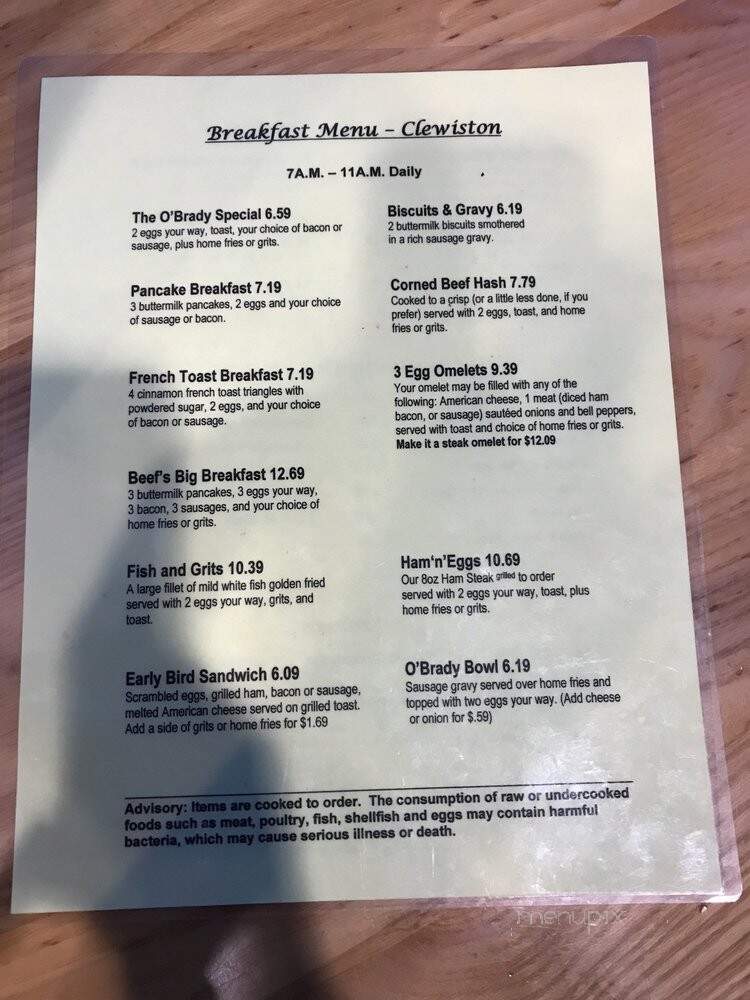 Breakfast Menu – Clewiston
7A.M. – 11A.M. Daily
The O'Brady Special 6.59
2 eggs your way, toast, your choice of bacon or
sausage, plus home fries or grits.
Pancake Breakfast 7.19
3 buttermilk pancakes, 2 eggs and your choice
of sausage or bacon.
French Toast Breakfast 7.19
4 cinnamon french toast triangles with
powdered sugar, 2 eggs, and your choice
of bacon or sausage.
Beef's Big Breakfast 12.69
3 buttermilk pancakes, 3 eggs your way,
3 bacon, 3 sausages, and your choice of
home fries or grits.
Fish and Grits 10.39
A large fillet of mild white fish golden fried
served with 2 eggs your way, grits, and
toast.
Early Bird Sandwich 6.09
Scrambled eggs, grilled ham, bacon or sausage,
melted American cheese served on grilled toast.
Add a side of grits or home fries for $1.69
Biscuits & Gravy 6.19
2 buttermilk biscuits smothered
in a rich sausage gravy.
Corned Beef Hash 7.79
Cooked to a crisp (or a little less done, if you
prefer) served with 2 eggs, toast, and home
fries or grits.
3 Egg Omelets 9.39
Your omelet may be filled with any of the
following: American cheese, 1 meat (diced ham
bacon, or sausage) sautéed onions and bell peppers,
served with toast and choice of home fries or grits.
Make it a steak omelet for $12.09
Ham'n'Eggs 10.69
Our 8oz Ham Steak grilled to order
served with 2 eggs your way, toast, plus
home fries or grits.
O'Brady Bowl 6.19
Sausage gravy served over home fries and
topped with two eggs your way. (Add cheese
or onion for $.59)
Advisory: Items are cooked to order. The consumption of raw or undercooked
foods such as meat, poultry, fish, shellfish and eggs may contain harmful
bacteria, which may cause serious illness or death.
menupix